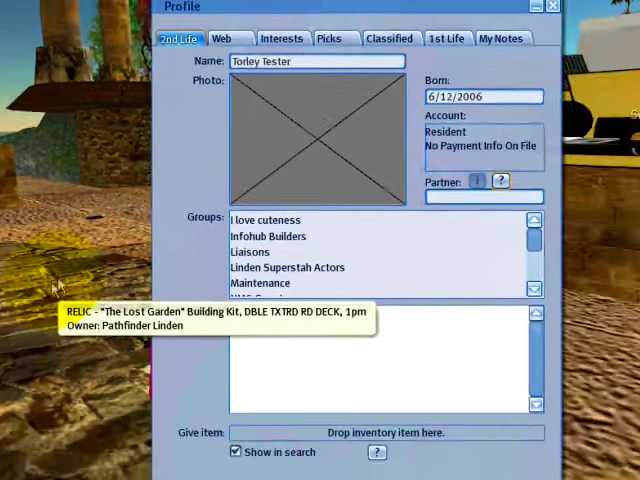 Profile
2nd Life Web Interests Picks Classified 1st Life My Notes
Name: Torley Tester
Photo:
Born:
6/12/2006
Account:
Resident
No Payment Info On File
Partner: i ?
Groups:
I love cuteness
Infohub Builders
Liaisons
Linden Superstah Actors
Maintenance
RELIC - "The Lost Garden" Building Kit, DBLE TXTRD RD DECK, 1pm
Owner: Pathfinder Linden
Give item: Drop inventory item here.
Show in search ?